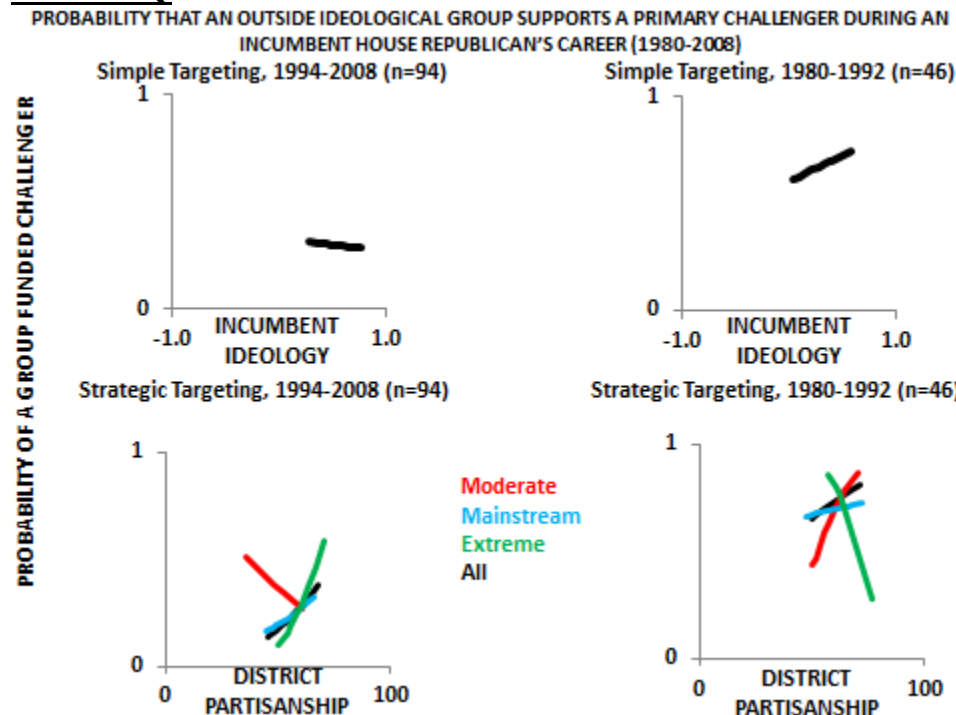 PROBABILITY THAT AN OUTSIDE IDEOLOGICAL GROUP SUPPORTS A PRIMARY CHALLENGER DURING AN
INCUMBENT HOUSE REPUBLICAN'S CAREER (1980-2008)
PROBABILITY OF A GROUP FUNDED CHALLENGER
Simple Targeting, 1994-2008 (n=94)
1
0
-1.0
INCUMBENT
IDEOLOGY
1.0
Simple Targeting, 1980-1992 (n=46)
1
0
-1.0
INCUMBENT
IDEOLOGY
1.0
Strategic Targeting, 1994-2008 (n=94)
1
0
0
DISTRICT
PARTISANSHIP
100
Moderate
Mainstream
Extreme
All
Strategic Targeting, 1980-1992 (n=46)
1
0
0
DISTRICT
PARTISANSHIP
100